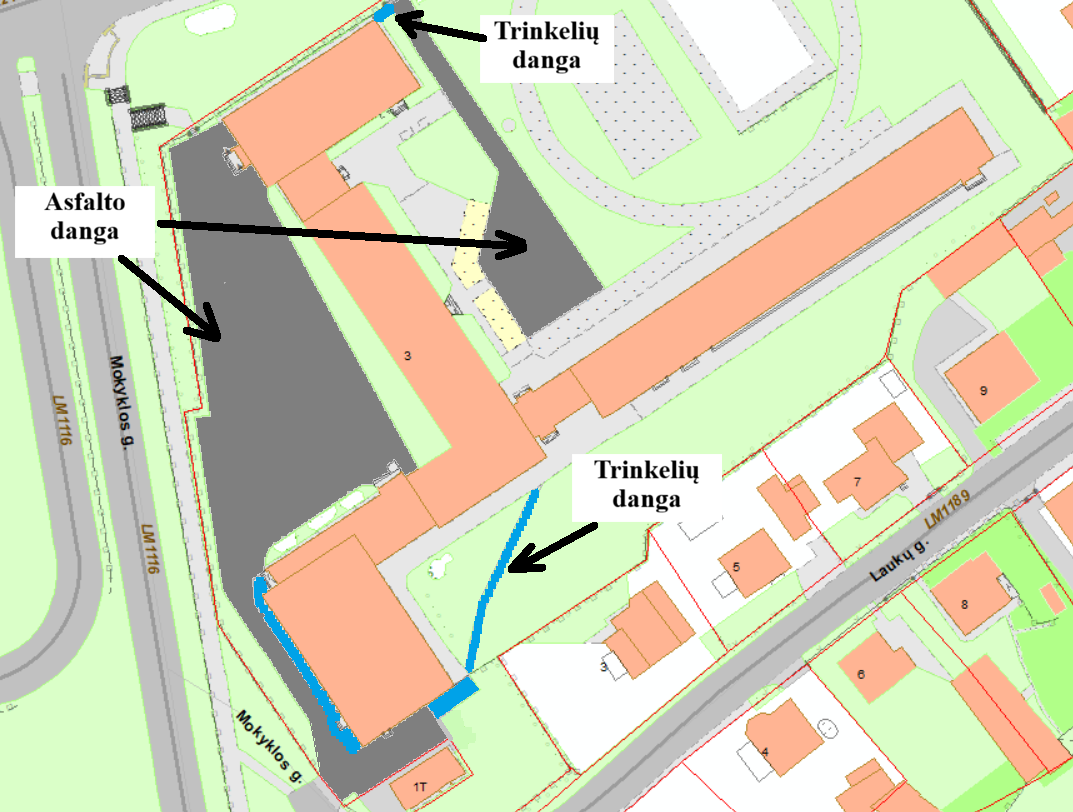 Trinkelių
danga
Asfalto
danga
3
Mokyklos g.
LM1116
LM1116
9
Trinkelių
danga
7
LM1189
Laukų g.
5
8
3
6
Mokyklos g.
4
1T